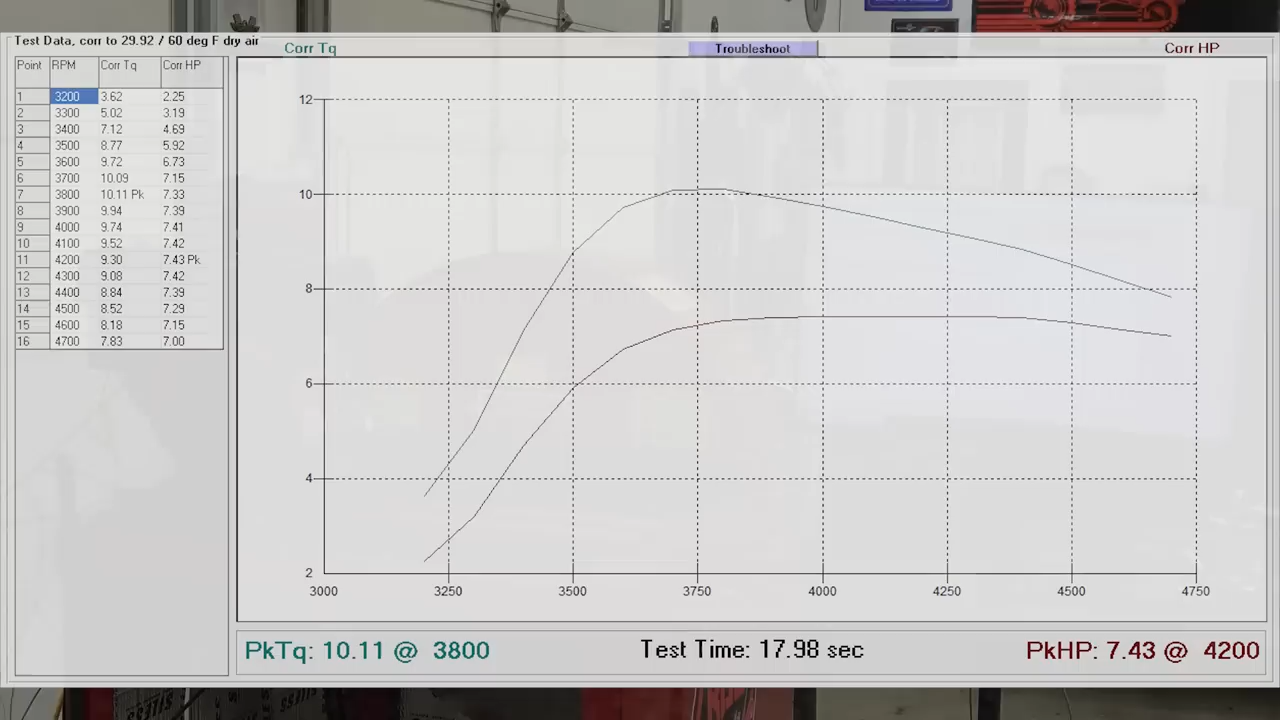 Test Data, corr to 29.92 / 60 deg F dry air
Corr Tq
Troubleshoot
Corr HP
Point RPM Corr Tq Corr HP
1 3200 3.62 2.25
2 3300 5.02 3.19
3 3400 7.12 4.69
4 3500 8.77 5.92
5 3600 9.72 6.73
6 3700 10.09 7.15
7 3800 10.11 Pk 7.33
8 3900 9.94 7.39
9 4000 9.74 7.41
10 4100 9.52 7.42
11 4200 9.30 7.43 Pk
12 4300 9.08 7.42
13 4400 8.84 7.39
14 4500 8.52 7.29
15 4600 8.18 7.15
16 4700 7.83 7.00
12
10
8
6
4
2
3000 3250 3500 3750 4000 4250 4500 4750
PkTq: 10.11 @ 3800
Test Time: 17.98 sec
PkHP: 7.43 @ 4200